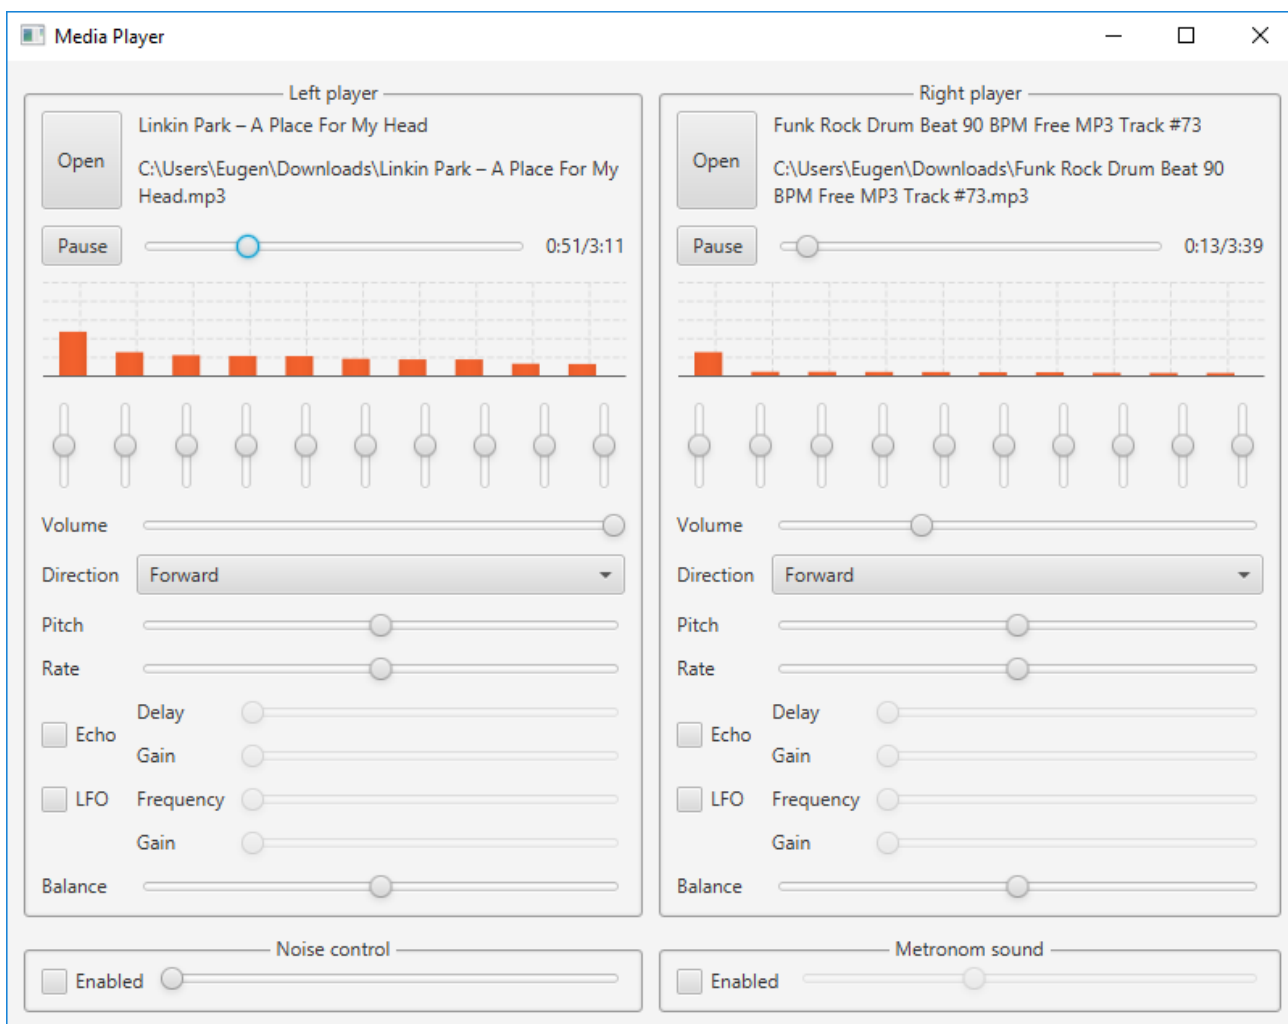 Media Player
Left player
Open
Linkin Park – A Place For My Head
C:\Users\Eugen\Downloads\Linkin Park – A Place For My
Head.mp3
Pause
0:51/3:11
Volume
Direction
Forward
Pitch
Rate
Echo
Delay
Gain
LFO
Frequency
Gain
Balance
Right player
Open
Funk Rock Drum Beat 90 BPM Free MP3 Track #73
C:\Users\Eugen\Downloads\Funk Rock Drum Beat 90
BPM Free MP3 Track #73.mp3
Pause
0:13/3:39
Volume
Direction
Forward
Pitch
Rate
Echo
Delay
Gain
LFO
Frequency
Gain
Balance
Noise control
Enabled
Metronom sound
Enabled